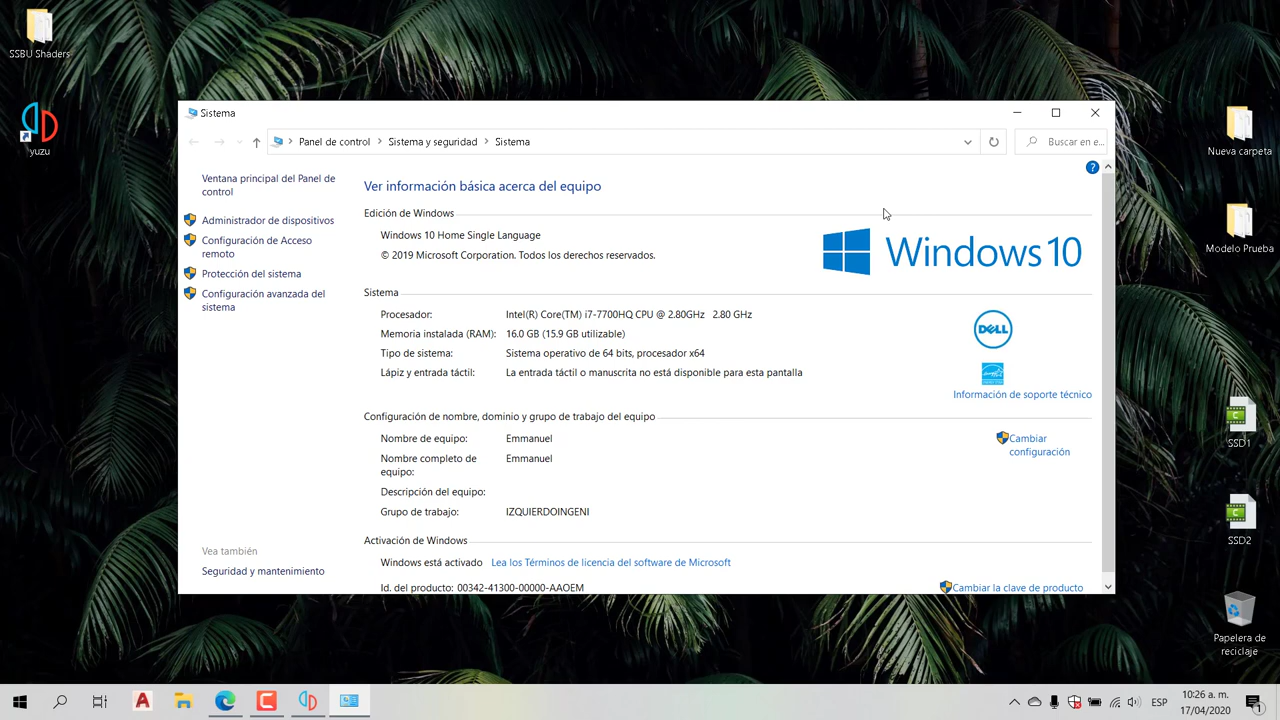 SSBU Shaders
yuzu
Sistema
Panel de control
Sistema y seguridad
Sistema
Buscar en e...
Ventana principal del Panel de
control
Administrador de dispositivos
Configuración de Acceso
remoto
Protección del sistema
Configuración avanzada del
sistema
Vea también
Seguridad y mantenimiento
Ver información básica acerca del equipo
Edición de Windows
Windows 10 Home Single Language
© 2019 Microsoft Corporation. Todos los derechos reservados.
Windows 10
Sistema
Procesador: Intel(R) Core(TM) i7-7700HQ CPU @ 2.80GHz 2.80 GHz
Memoria instalada (RAM): 16.0 GB (15.9 GB utilizable)
Tipo de sistema: Sistema operativo de 64 bits, procesador x64
Lápiz y entrada táctil: La entrada táctil o manuscrita no está disponible para esta pantalla
DELL
Información de soporte técnico
Configuración de nombre, dominio y grupo de trabajo del equipo
Nombre de equipo: Emmanuel
Cambiar
configuración
Nombre completo de Emmanuel
equipo:
Descripción del equipo:
Grupo de trabajo: IZQUIERDOINGENI
Activación de Windows
Windows está activado Lea los Términos de licencia del software de Microsoft
Id. del producto: 00342-41300-00000-AAOEM
Cambiar la clave de producto
Nueva carpeta
Modelo Prueba
SSD1
SSD2
Papelera de
reciclaje
ESP
10:26 a. m.
17/04/2020
1